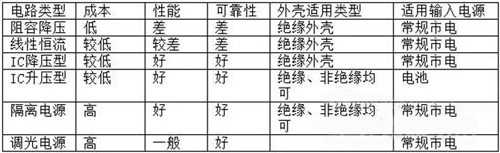 电路类型 成本 性能 可靠性 外壳适用类型 适用输入电源
阻容降压 低 差 差 绝缘外壳 常规市电
线性恒流 较低 较差 差 绝缘外壳 常规市电
IC降压型 较低 好 好 绝缘外壳 常规市电
IC升压型 较低 好 好 绝缘、非绝缘均可 电池
隔离电源 高 好 好 绝缘、非绝缘均可 常规市电
调光电源 高 一般 好 常规市电